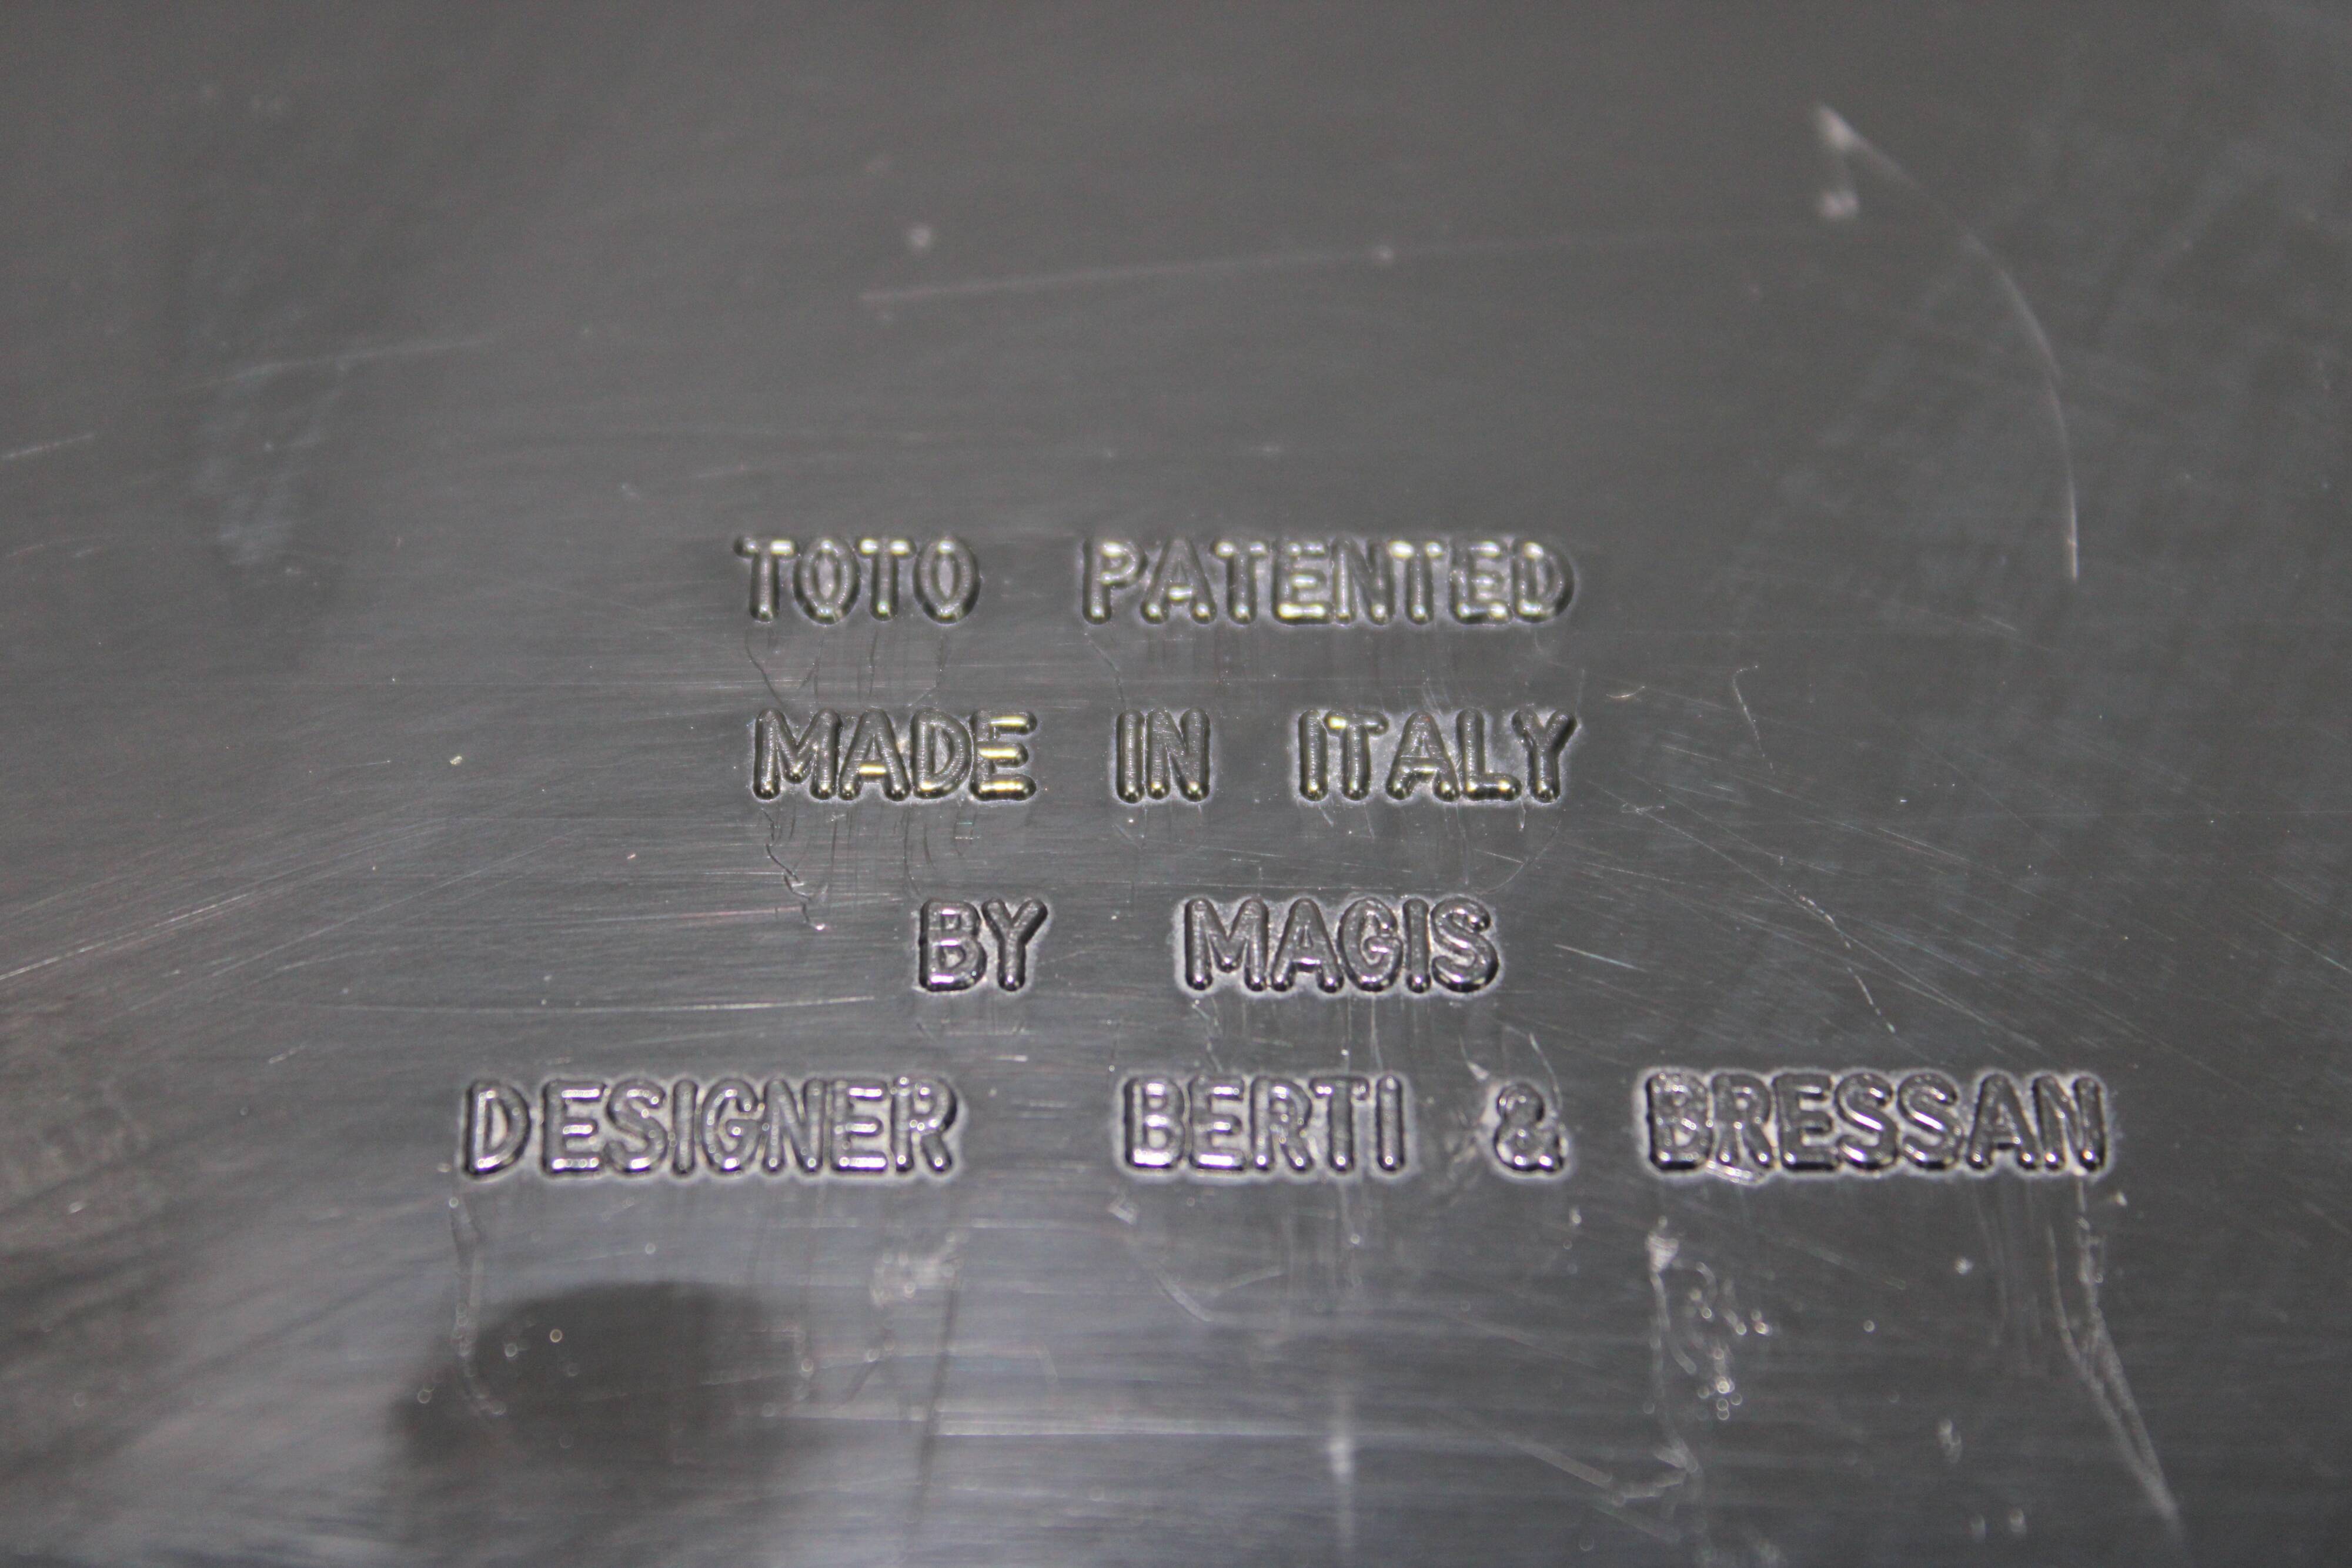 TOTO PATENTED
MADE IN ITALY
BY MAGIS
DESIGNER BERTI & BRESSAN